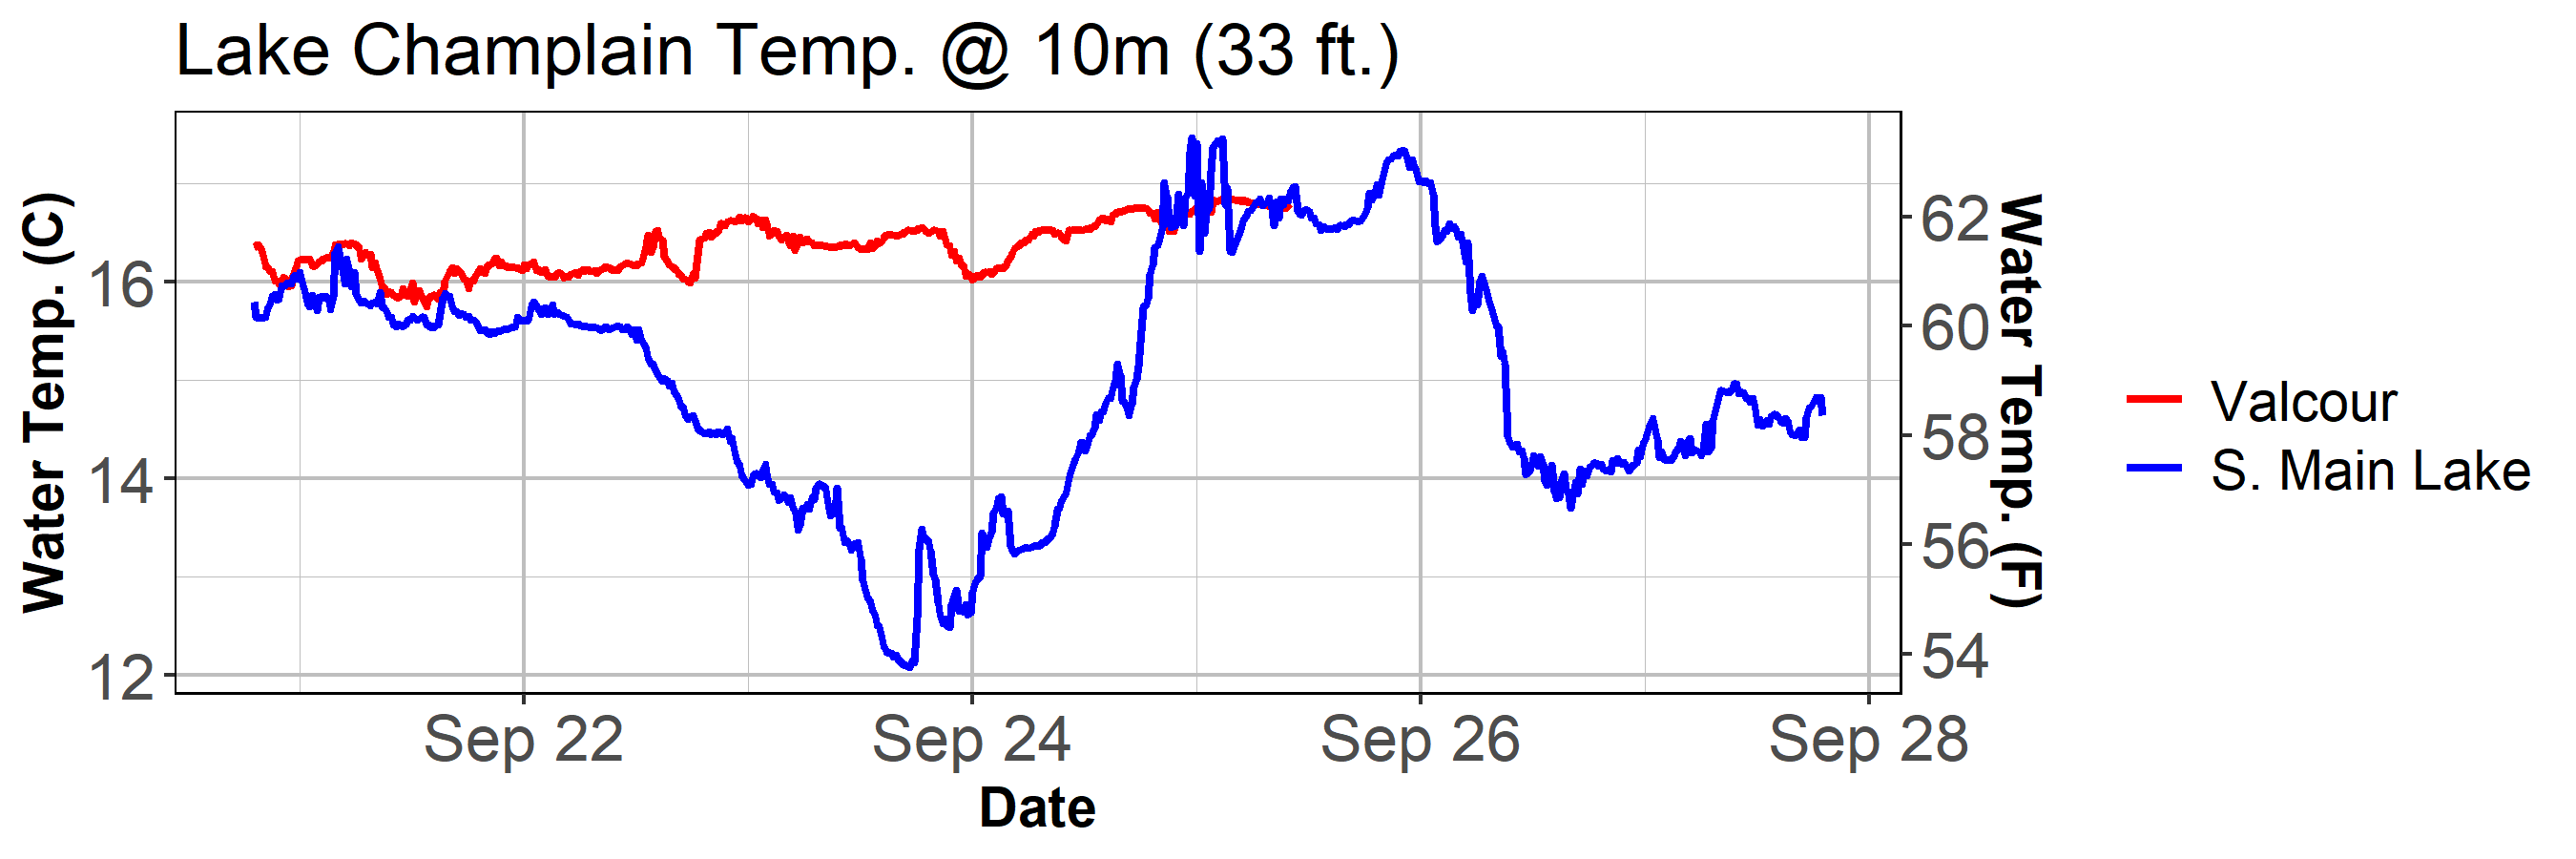 Lake Champlain Temp. @ 10m (33 ft.)
Water Temp. (C)
16
14
12
62
60
58
56
54
Water Temp. (F)
Sep 22
Sep 24
Sep 26
Sep 28
Date
Valcour
S. Main Lake